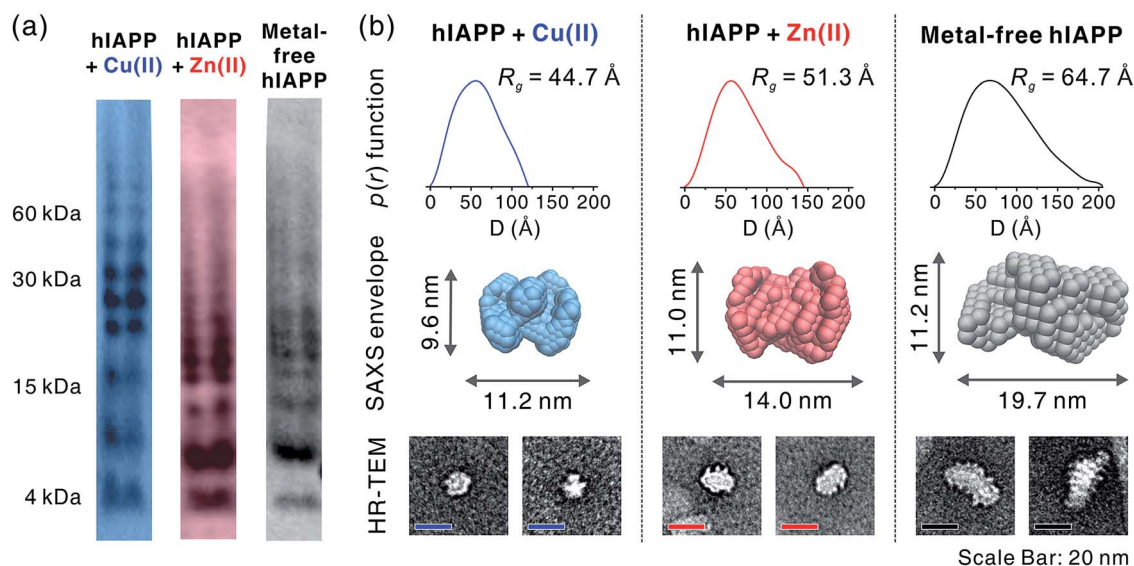 (a)
hIAPP
+ Cu(II)
hIAPP
+ Zn(II)
Metal-
free
hIAPP
60 kDa
30 kDa
15 kDa
4 kDa
(b)
hIAPP + Cu(II)
hIAPP + Zn(II)
Metal-free hIAPP
p(r) function
Rg = 44.7 Å
0 50 100 150 200
D (Å)
Rg = 51.3 Å
0 50 100 150 200
D (Å)
Rg = 64.7 Å
0 50 100 150 200
D (Å)
SAXS envelope
9.6 nm
11.2 nm
11.0 nm
14.0 nm
11.2 nm
19.7 nm
HR-TEM
Scale Bar: 20 nm